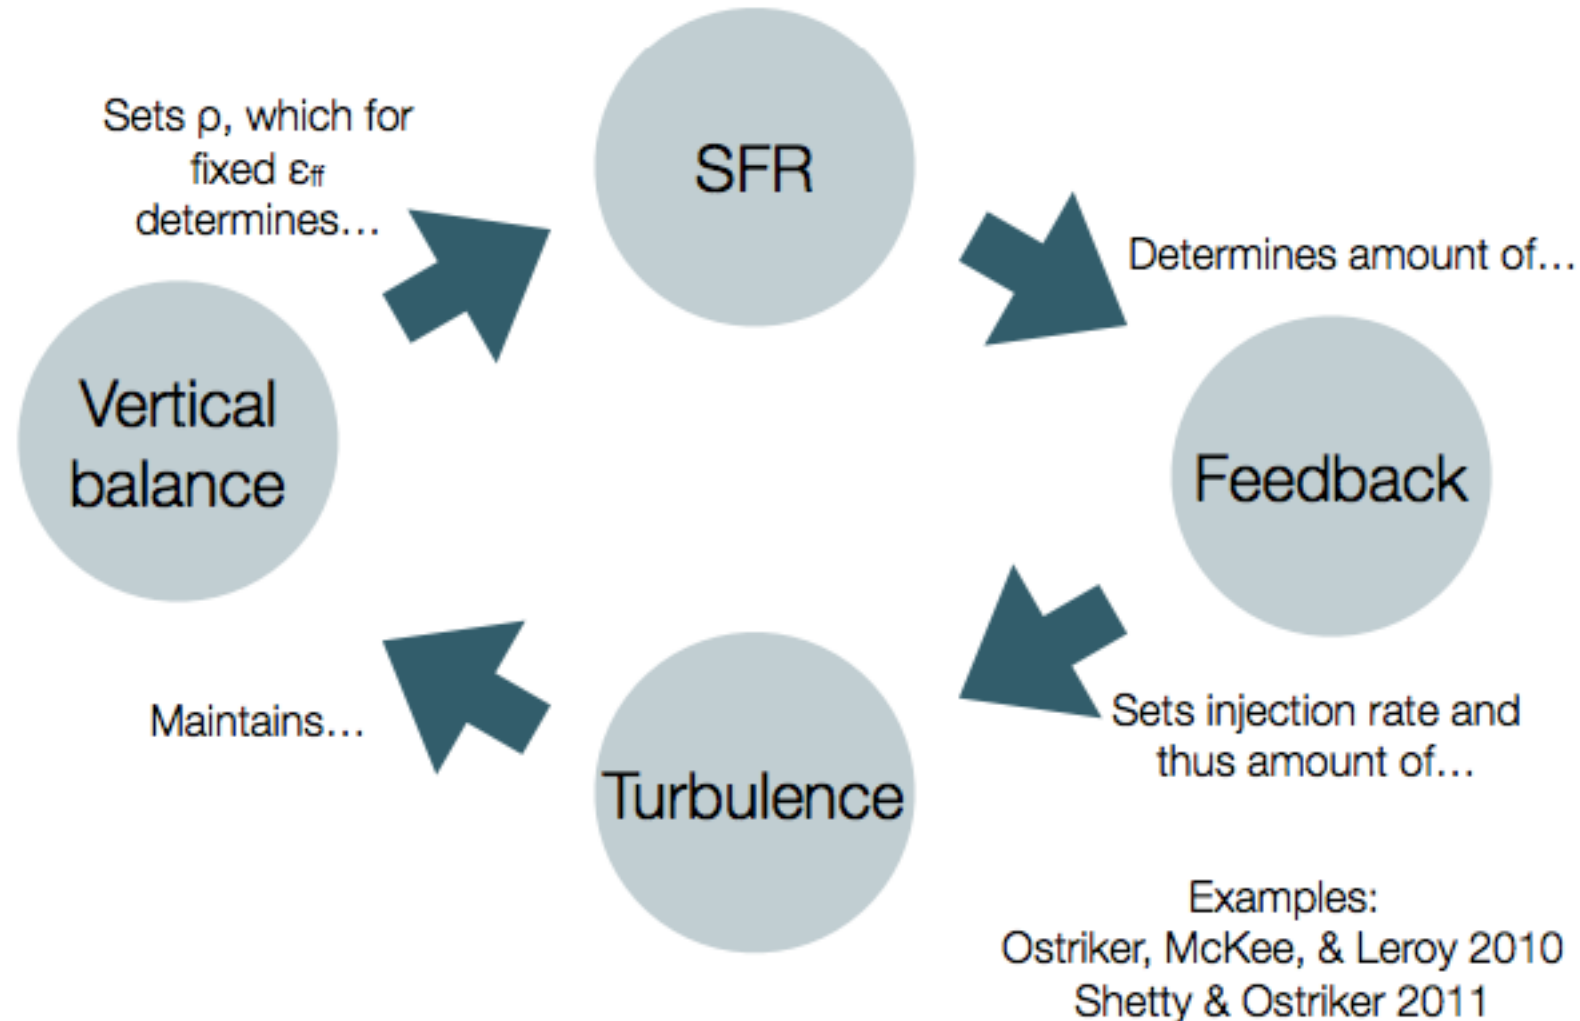 Sets ρ, which for
fixed εff
determines…
SFR
Determines amount of…
Vertical
balance
Feedback
Maintains…
Turbulence
Sets injection rate and
thus amount of…
Examples:
Ostriker, McKee, & Leroy 2010
Shetty & Ostriker 2011